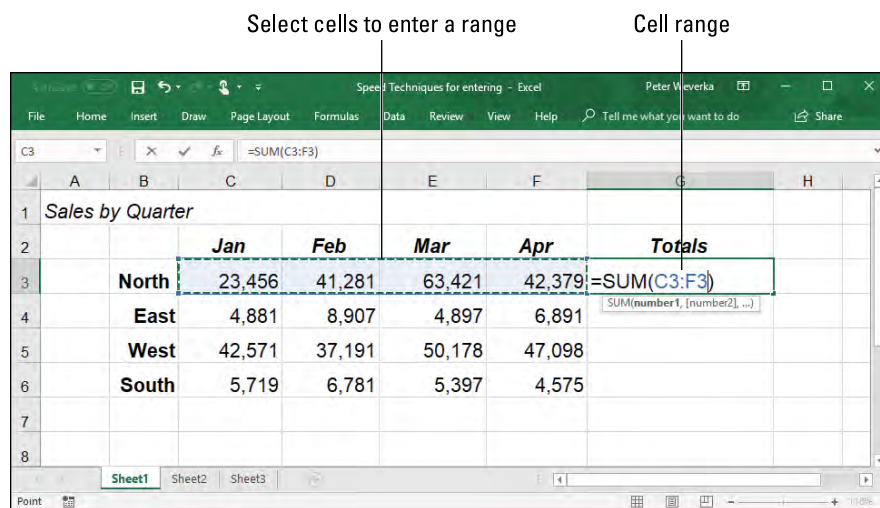 Select cells to enter a range Cell range
Speed Techniques for entering - Excel Peter Weverka
File Home Insert Draw Page Layout Formulas Data Review View Help Tell me what you want to do Share
C3 fx =SUM(C3:F3)
A B C D E F G H
1 Sales by Quarter
2 Jan Feb Mar Apr Totals
3 North 23,456 41,281 63,421 42,379 =SUM(C3:F3)
SUM(number1, [number2], ...)
4 East 4,881 8,907 4,897 6,891
5 West 42,571 37,191 50,178 47,098
6 South 5,719 6,781 5,397 4,575
7
8
Sheet1 Sheet2 Sheet3
Point